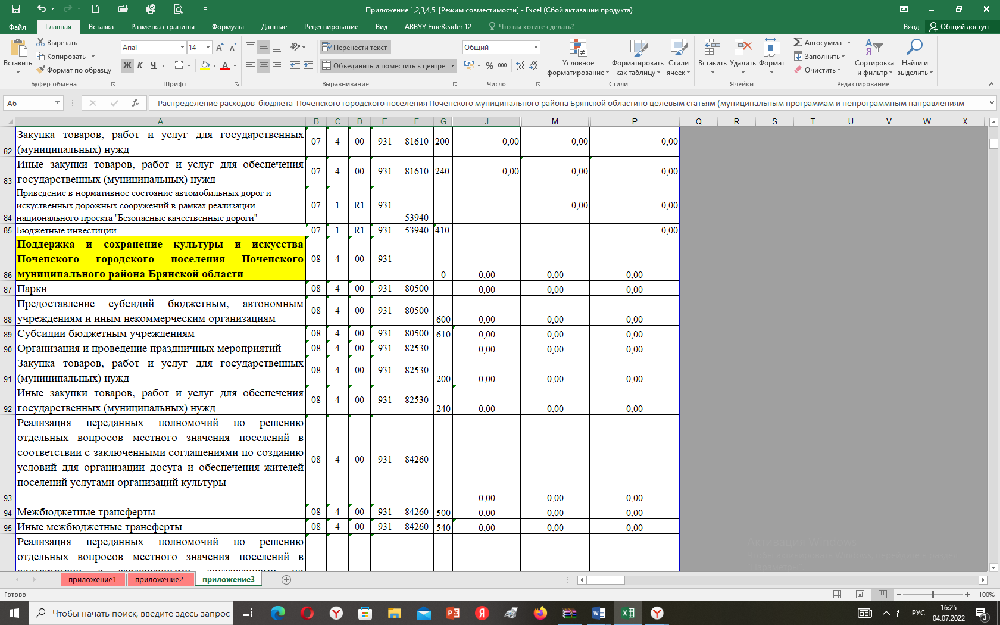 Приложение 1,2,3,4,5 [Режим совместимости] - Excel (Сбой активации продукта)
Файл Главная Вставка Разметка страницы Формулы Данные Рецензирование Вид ABBYY FineReader 12 Что вы хотите сделать? Вход Общий доступ
Вставить
Вырезать
Копировать
Формат по образцу
Буфер обмена
Arial 14
Ж К Ч А
Шрифт
Перенести текст
Объединить и поместить в центре
Выравнивание
Общий
% 000
Число
Условное форматирование
Форматировать как таблицу
Стили ячеек
Стили
Вставить Удалить Формат
Ячейки
Автосумма
Заполнить
Очистить
Сортировка и фильтр
Найти и выделить
Редактирование
A6 fx Распределение расходов бюджета Почепского городского поселения Почепского муниципального района Брянской областипо целевым статьям (муниципальным программам и непрограммным направлениям
A B C D E F G J M P Q R S T U V W X
Закупка товаров, работ и услуг для государственных
82 (муниципальных) нужд 07 4 00 931 81610 200 0,00 0,00 0,00
Иные закупки товаров, работ и услуг для обеспечения
83 государственных (муниципальных) нужд 07 4 00 931 81610 240 0,00 0,00 0,00
Приведение в нормативное состояние автомобильных дорог и
искуственных дорожных сооружений в рамках реализации
84 национального проекта "Безопасные качественные дороги" 07 1 R1 931 53940 0,00 0,00
85 Бюджетные инвестиции 07 1 R1 931 53940 410 0,00
Поддержка и сохранение культуры и искусства
Почепского городского поселения Почепского
86 муниципального района Брянской области 08 4 00 931 0 0,00 0,00 0,00
87 Парки 08 4 00 931 80500 0,00 0,00 0,00
Предоставление субсидий бюджетным, автономным
88 учреждениям и иным некоммерческим организациям 08 4 00 931 80500 600 0,00 0,00 0,00
89 Субсидии бюджетным учреждениям 08 4 00 931 80500 610 0,00 0,00 0,00
90 Организация и проведение праздничных мероприятий 08 4 00 931 82530 0,00 0,00 0,00
Закупка товаров, работ и услуг для государственных
91 (муниципальных) нужд 08 4 00 931 82530 200 0,00 0,00 0,00
Иные закупки товаров, работ и услуг для обеспечения
92 государственных (муниципальных) нужд 08 4 00 931 82530 240 0,00 0,00 0,00
Реализация переданных полномочий по решению
отдельных вопросов местного значения поселений в
соответствии с заключенными соглашениями по созданию
условий для организации досуга и обеспечения жителей
поселений услугами организаций культуры 08 4 00 931 84260
93 0,00 0,00 0,00
94 Межбюджетные трансферты 08 4 00 931 84260 500 0,00 0,00 0,00
95 Иные межбюджетные трансферты 08 4 00 931 84260 540 0,00 0,00 0,00
Реализация переданных полномочий по решению
отдельных вопросов местного значения поселений в
соответствии с заключенными соглашениями по
Активация Windows
приложение1 приложение2 приложение3
Готово 100%
Чтобы начать поиск, введите здесь запрос
РУС 16:25
04.07.2022 3